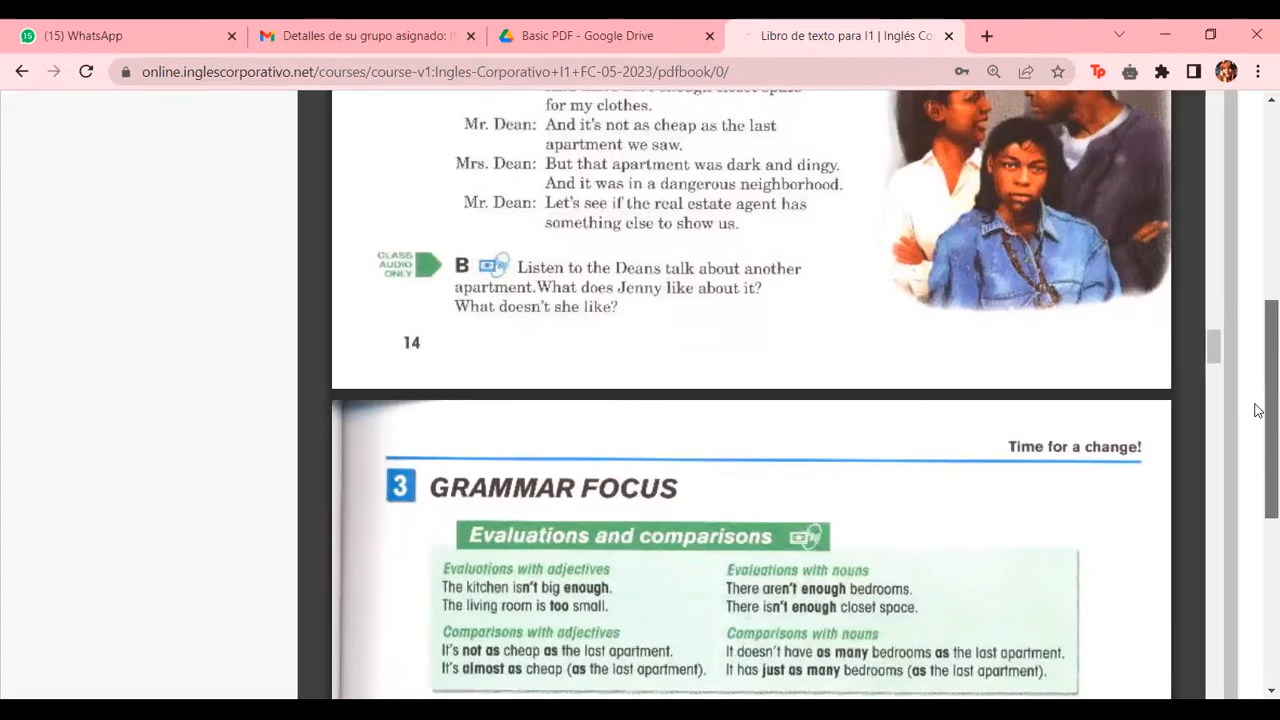 (15) WhatsApp
Detalles de su grupo asignado:
Basic PDF - Google Drive
Libro de texto para I1 | Inglés Co
online.inglescorporativo.net/courses/course-v1:Ingles-Corporativo+I1+FC-05-2023/pdfbook/0/
for my clothes.
Mr. Dean: And it's not as cheap as the last
apartment we saw.
Mrs. Dean: But that apartment was dark and dingy.
And it was in a dangerous neighborhood.
Mr. Dean: Let's see if the real estate agent has
something else to show us.
CLASS
AUDIO
ONLY
B Listen to the Deans talk about another
apartment. What does Jenny like about it?
What doesn't she like?
14
Time for a change!
3 GRAMMAR FOCUS
Evaluations and comparisons
Evaluations with adjectives
The kitchen isn't big enough.
The living room is too small.
Evaluations with nouns
There aren't enough bedrooms.
There isn't enough closet space.
Comparisons with adjectives
It's not as cheap as the last apartment.
It's almost as cheap (as the last apartment).
Comparisons with nouns
It doesn't have as many bedrooms as the last apartment.
It has just as many bedrooms (as the last apartment).